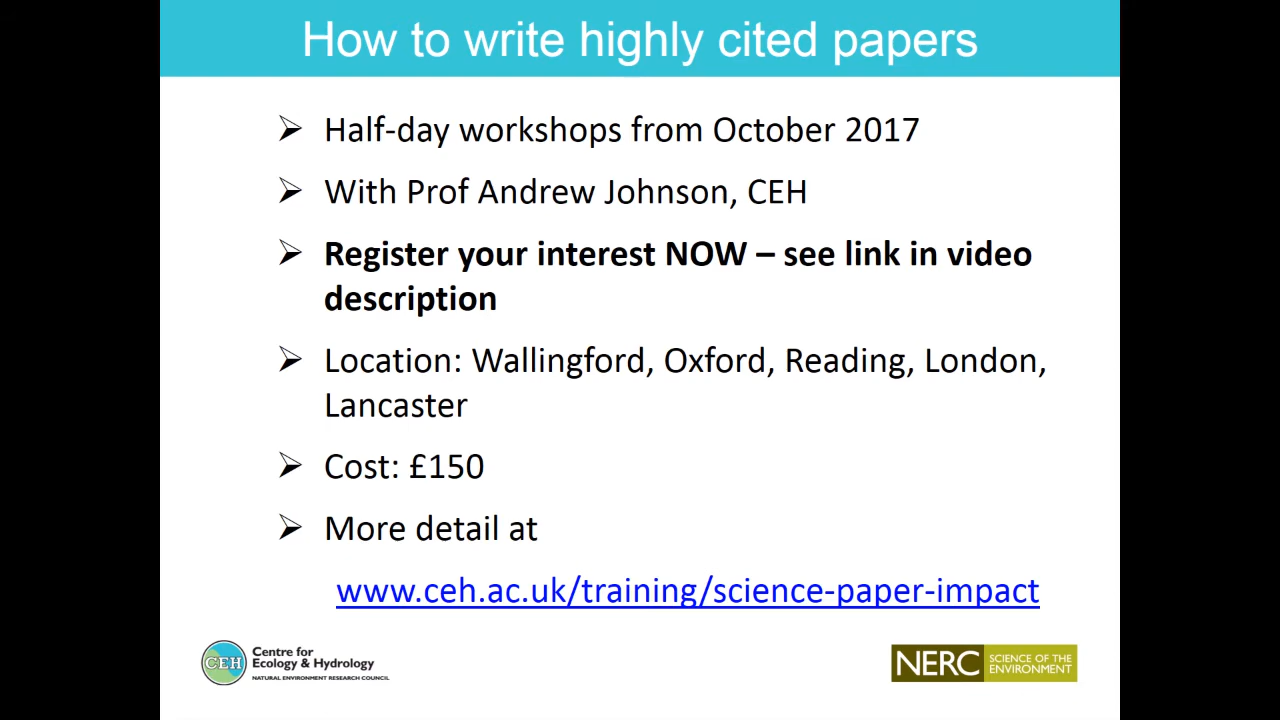 How to write highly cited papers
Half-day workshops from October 2017
With Prof Andrew Johnson, CEH
Register your interest NOW – see link in video
description
Location: Wallingford, Oxford, Reading, London,
Lancaster
Cost: £150
More detail at
www.ceh.ac.uk/training/science-paper-impact
CEH
Centre for
Ecology & Hydrology
NATURAL ENVIRONMENT RESEARCH COUNCIL
NERC
SCIENCE OF THE
ENVIRONMENT